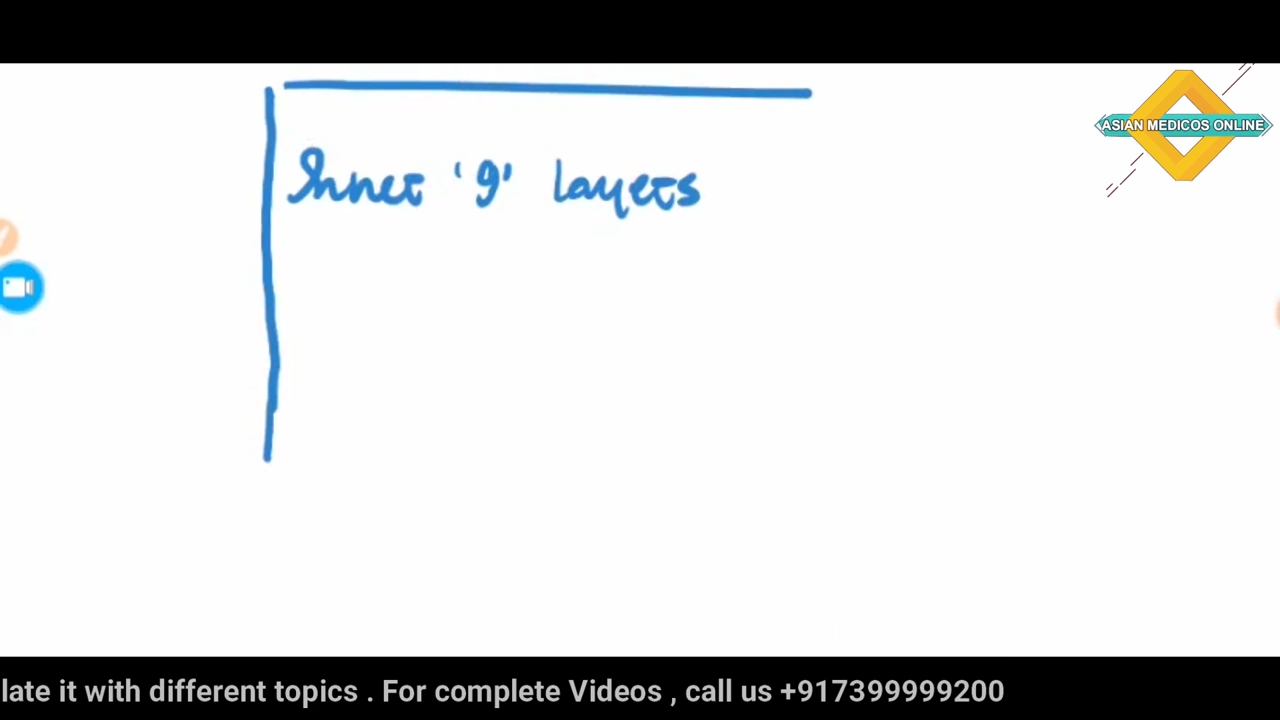 ASIAN MEDICOS ONLINE
Inner '9' layers
late it with different topics . For complete Videos , call us +917399999200